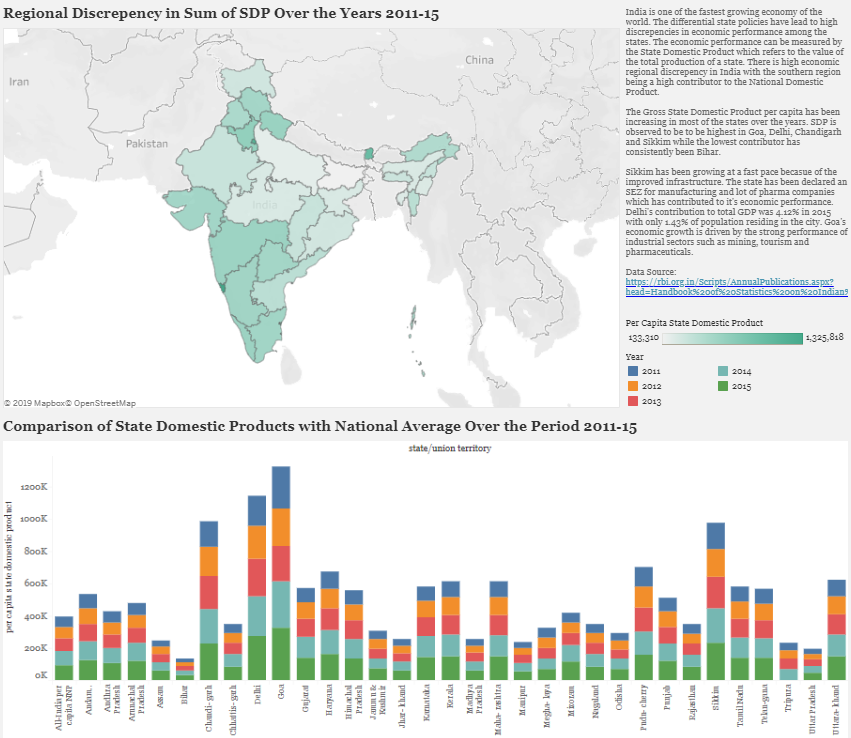 Regional Discrepency in Sum of SDP Over the Years 2011-15
Iran
Pakistan
China
India
© 2019 Mapbox© OpenStreetMap
India is one of the fastest growing economy of the
world. The differential state policies have lead to high
discrepencies in economic performance among the
states. The economic performance can be measured by
the State Domestic Product which refers to the value of
the total production of a state. There is high economic
regional discrepency in India with the southern region
being a high contributor to the National Domestic
Product.
The Gross State Domestic Product per capita has been
increasing in most of the states over the years. SDP is
observed to be to be highest in Goa, Delhi, Chandigarh
and Sikkim while the lowest contributor has
consistently been Bihar.
Sikkim has been growing at a fast pace becasue of the
improved infrastructure. The state has been declared an
SEZ for manufacturing and lot of pharma companies
which has contributed to it's economic performance.
Delhi's contribution to total GDP was 4.12% in 2015
with only 1.43% of population residing in the city. Goa's
economic growth is driven by the strong performance of
industrial sectors such as mining, tourism and
pharmaceuticals.
Data Source:
https://rbi.org.in/Scripts/AnnualPublications.aspx?
head=Handbook%20of%20Statistics%20on%20Indian%
Per Capita State Domestic Product
133,310
1,325,818
Year
2011
2012
2013
2014
2015
Comparison of State Domestic Products with National Average Over the Period 2011-15
state/union territory
per capita state domestic product
1200K
1000K
800K
600K
400K
200K
0K
All-India per
capita NNP
Andhra
Pradesh
Arunachal
Pradesh
Assam
Bihar
Chandi- garh
Chhattis- garh
Delhi
Goa
Gujarat
Haryana
Himachal
Pradesh
Jammu &
Kashmir
Jhar- khand
Karnataka
Kerala
Madhya
Pradesh
Maha- rashtra
Manipur
Megha- laya
Mizoram
Nagaland
Odisha
Pudu- cherry
Punjab
Rajasthan
Sikkim
Tamil Nadu
Telan- gana
Tripura
Uttar Pradesh
Uttara- khand